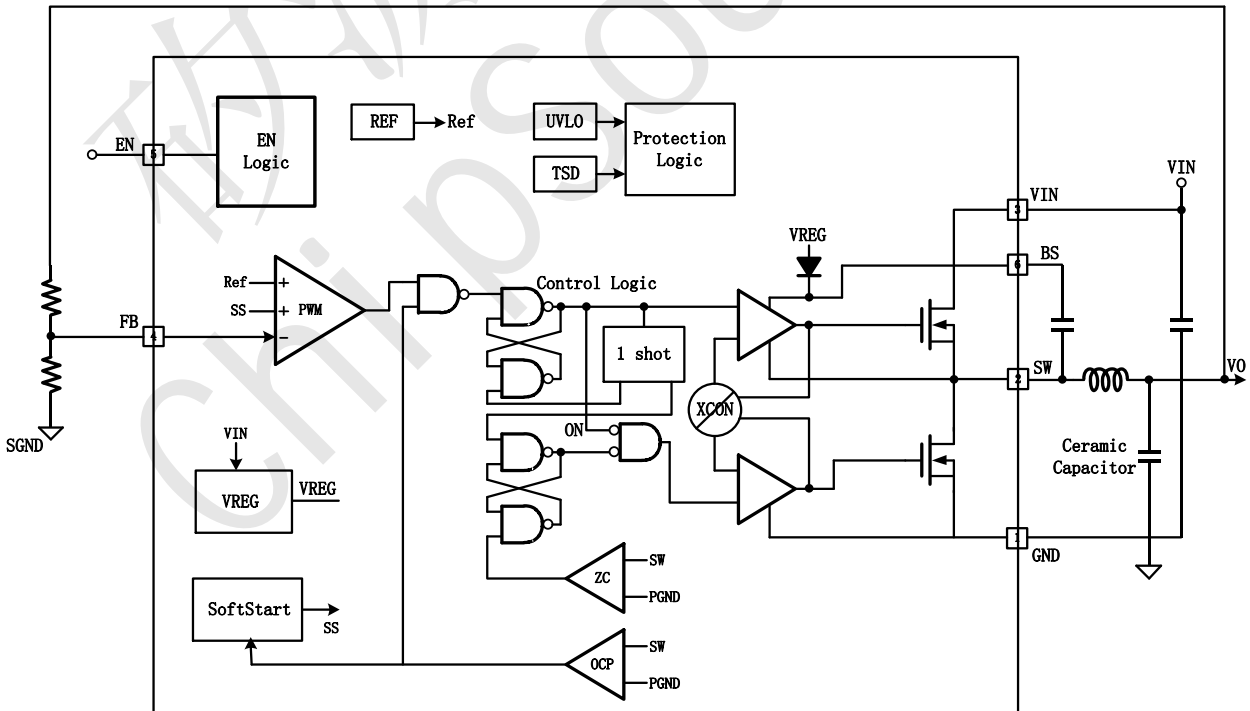 EN
5
EN
Logic
REF
Ref
UVLO
TSD
Protection
Logic
VIN
3
VIN
VREG
6
BS
Ref
+
SS
+
PWM
-
FB
4
Control Logic
1 shot
2
SW
VO
XCON
ON
SGND
VIN
VREG
VREG
Ceramic
Capacitor
1
GND
SoftStart
SS
ZC
SW
PGND
OCP
SW
PGND
Chipsou